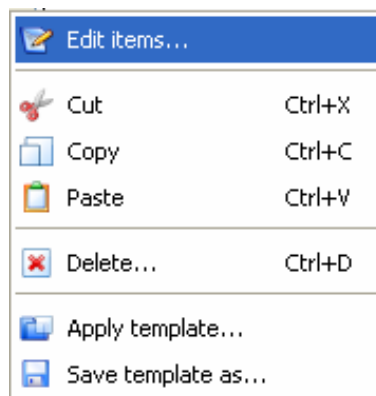 Edit items...
Cut Ctrl+X
Copy Ctrl+C
Paste Ctrl+V
Delete... Ctrl+D
Apply template...
Save template as...